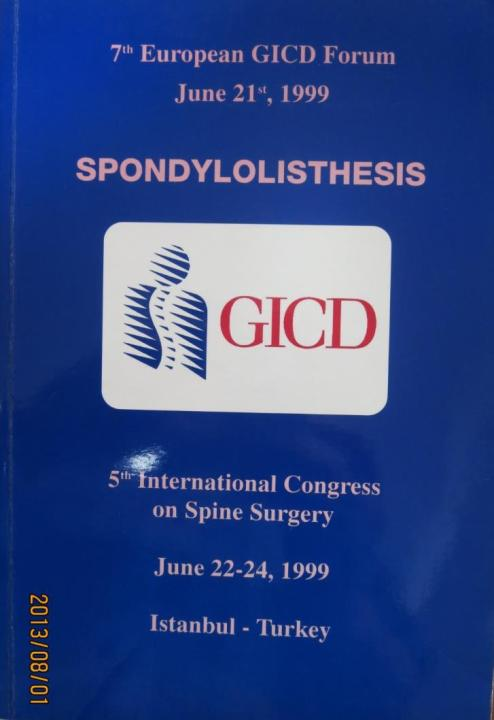 7th European GICD Forum
June 21st, 1999
SPONDYLOLISTHESIS
GICD
5th International Congress
on Spine Surgery
June 22-24, 1999
Istanbul - Turkey
2013/08/01